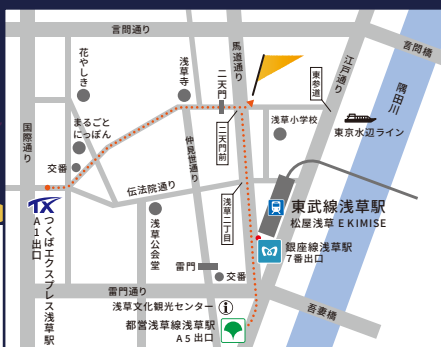 言問通り
言問橋
馬道通り
江戸通り
隅田川
花やしき
浅草寺
二天門
東参道
国際通り
まるごと
にっぽん
二天門前
浅草小学校
東京水辺ライン
仲見世通り
交番
伝法院通り
浅草二丁目
TX
つくばエクスプレス浅草駅
A1出口
浅草公会堂
東武線浅草駅
松屋浅草 EKIMISE
銀座線浅草駅
7番出口
雷門
交番
雷門通り
浅草文化観光センター
吾妻橋
都営浅草線浅草駅
A5出口